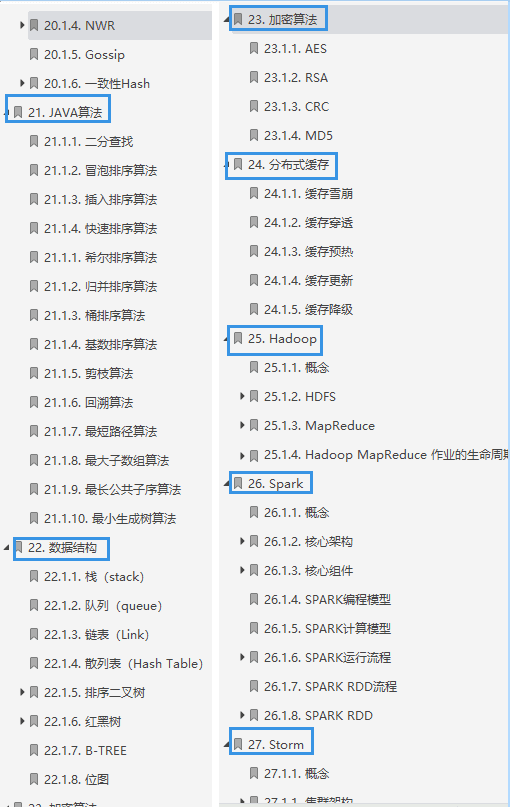 20.1.4. NWR
20.1.5. Gossip
20.1.6. 一致性Hash
21. JAVA算法
21.1.1. 二分查找
21.1.2. 冒泡排序算法
21.1.3. 插入排序算法
21.1.4. 快速排序算法
21.1.1. 希尔排序算法
21.1.2. 归并排序算法
21.1.3. 桶排序算法
21.1.4. 基数排序算法
21.1.5. 剪枝算法
21.1.6. 回溯算法
21.1.7. 最短路径算法
21.1.8. 最大子数组算法
21.1.9. 最长公共子序算法
21.1.10. 最小生成树算法
22. 数据结构
22.1.1. 栈（stack）
22.1.2. 队列（queue）
22.1.3. 链表（Link）
22.1.4. 散列表（Hash Table）
22.1.5. 排序二叉树
22.1.6. 红黑树
22.1.7. B-TREE
22.1.8. 位图
23. 加密算法
23. 加密算法
23.1.1. AES
23.1.2. RSA
23.1.3. CRC
23.1.4. MD5
24. 分布式缓存
24.1.1. 缓存雪崩
24.1.2. 缓存穿透
24.1.3. 缓存预热
24.1.4. 缓存更新
24.1.5. 缓存降级
25. Hadoop
25.1.1. 概念
25.1.2. HDFS
25.1.3. MapReduce
25.1.4. Hadoop MapReduce 作业的生命周期
26. Spark
26.1.1. 概念
26.1.2. 核心架构
26.1.3. 核心组件
26.1.4. SPARK编程模型
26.1.5. SPARK计算模型
26.1.6. SPARK运行流程
26.1.7. SPARK RDD流程
26.1.8. SPARK RDD
27. Storm
27.1.1. 概念
27.1.1. 集群架构